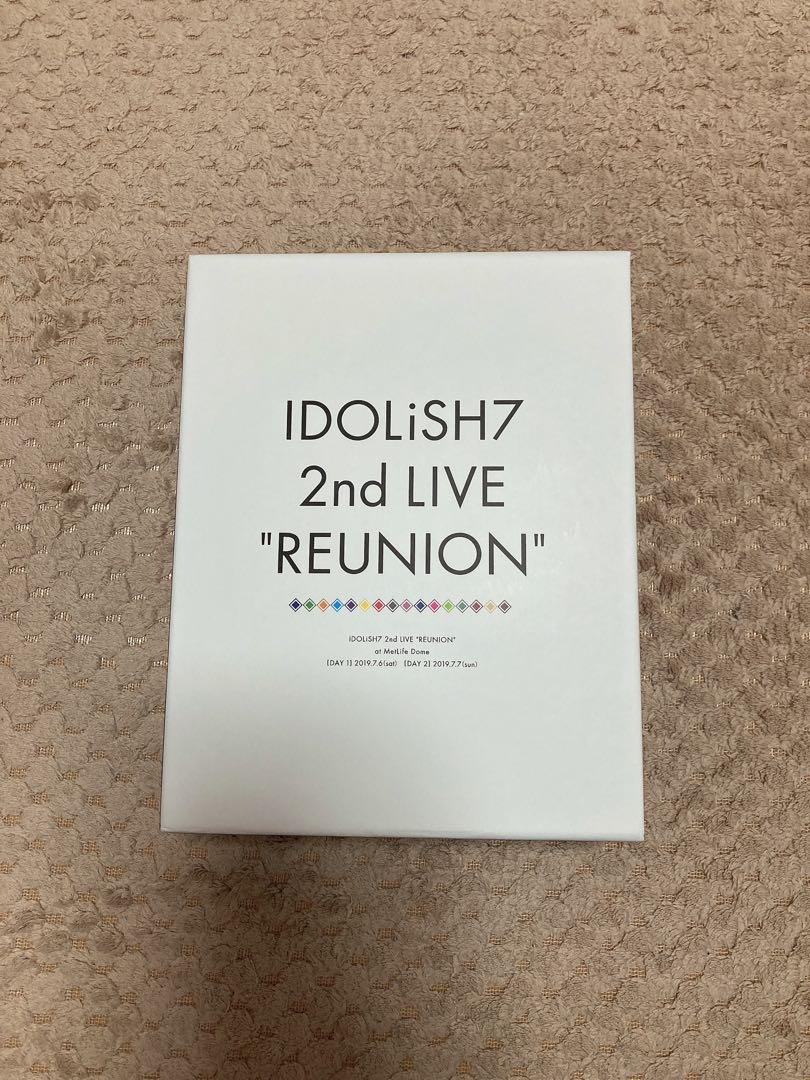 IDOLiSH7
2nd LIVE
"REUNION"
IDOLiSH7 2nd LIVE "REUNION"
at MetLife Dome
[DAY 1] 2019.7.6(sat) [DAY 2] 2019.7.7(sun)